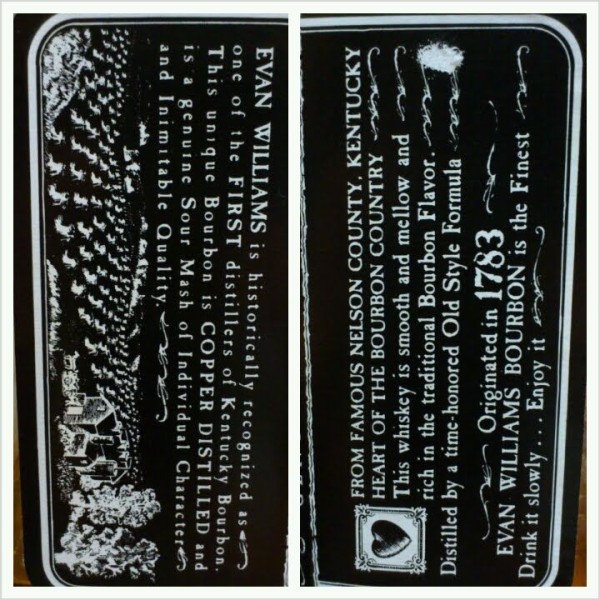 EVAN WILLIAMS is historically recognized as
one of the FIRST distillers of Kentucky Bourbon.
This unique Bourbon is COPPER DISTILLED and
is a genuine Sour Mash of Individual Character
and Inimitable Quality.
FROM FAMOUS NELSON COUNTY, KENTUCKY
HEART OF THE BOURBON COUNTRY
This whiskey is smooth and mellow and
rich in the traditional Bourbon Flavor.
Distilled by a time-honored Old Style Formula
Originated in 1783
EVAN WILLIAMS BOURBON is the Finest
Drink it slowly... Enjoy it